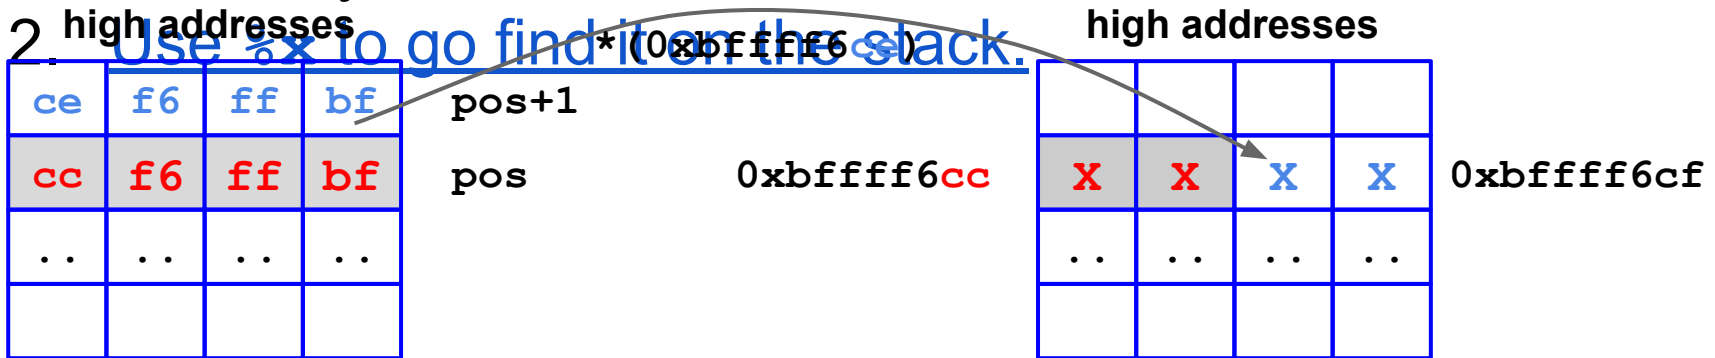 high addresses
high addresses
2. Use %x to go find it on the stack.
*(0xbffff6ce)
ce f6 ff bf pos+1
cc f6 ff bf pos 0xbffff6cc X X X X 0xbffff6cf
.. .. .. .. .. .. .. ..